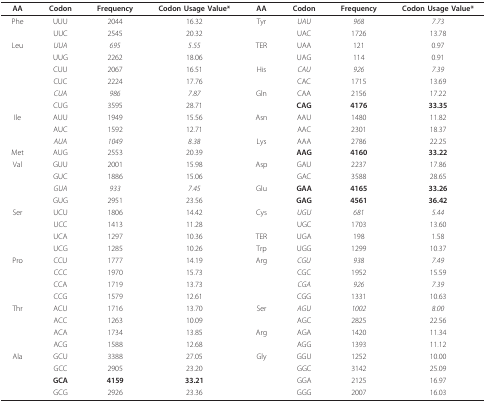 AA Codon Frequency Codon Usage Value* AA Codon Frequency Codon Usage Value*
Phe UUU 2044 16.32 Tyr UAU 968 7.73
UUC 2545 20.32 UAC 1726 13.78
Leu UUA 695 5.55 TER UAA 121 0.97
UUG 2262 18.06 UAG 114 0.91
CUU 2067 16.51 His CAU 926 7.39
CUC 2224 17.76 CAC 1715 13.69
CUA 986 7.87 Gln CAA 2156 17.22
CUG 3595 28.71 CAG 4176 33.35
Ile AUU 1949 15.56 Asn AAU 1480 11.82
AUC 1592 12.71 AAC 2301 18.37
AUA 1049 8.38 Lys AAA 2786 22.25
Met AUG 2553 20.39 AAG 4160 33.22
Val GUU 2001 15.98 Asp GAU 2237 17.86
GUC 1886 15.06 GAC 3588 28.65
GUA 933 7.45 Glu GAA 4165 33.26
GUG 2951 23.56 GAG 4561 36.42
Ser UCU 1806 14.42 Cys UGU 681 5.44
UCC 1413 11.28 UGC 1703 13.60
UCA 1297 10.36 TER UGA 198 1.58
UCG 1285 10.26 Trp UGG 1299 10.37
Pro CCU 1777 14.19 Arg CGU 938 7.49
CCC 1970 15.73 CGC 1952 15.59
CCA 1719 13.73 CGA 926 7.39
CCG 1579 12.61 CGG 1331 10.63
Thr ACU 1716 13.70 Ser AGU 1002 8.00
ACC 1263 10.09 AGC 2825 22.56
ACA 1734 13.85 Arg AGA 1420 11.34
ACG 1588 12.68 AGG 1393 11.12
Ala GCU 3388 27.05 Gly GGU 1252 10.00
GCC 2905 23.20 GGC 3142 25.09
GCA 4159 33.21 GGA 2125 16.97
GCG 2926 23.36 GGG 2007 16.03